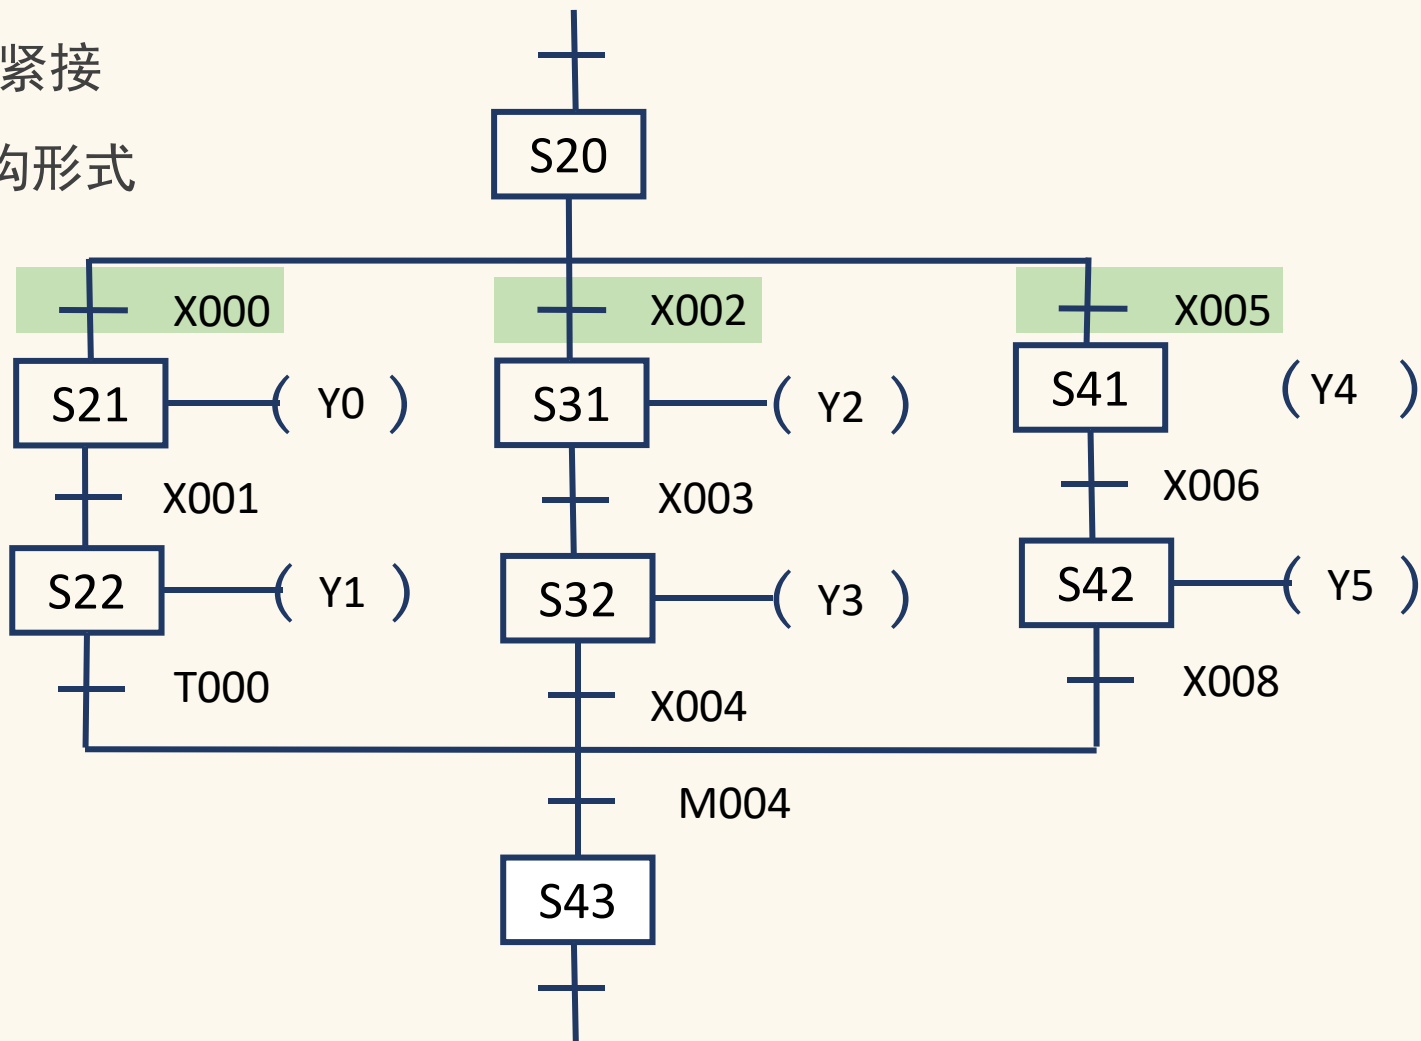 紧接
构形式
S20
X000
X002
X005
S21
( Y0 )
S31
( Y2 )
S41
( Y4 )
X001
X003
X006
S22
( Y1 )
S32
( Y3 )
S42
( Y5 )
T000
X004
X008
M004
S43